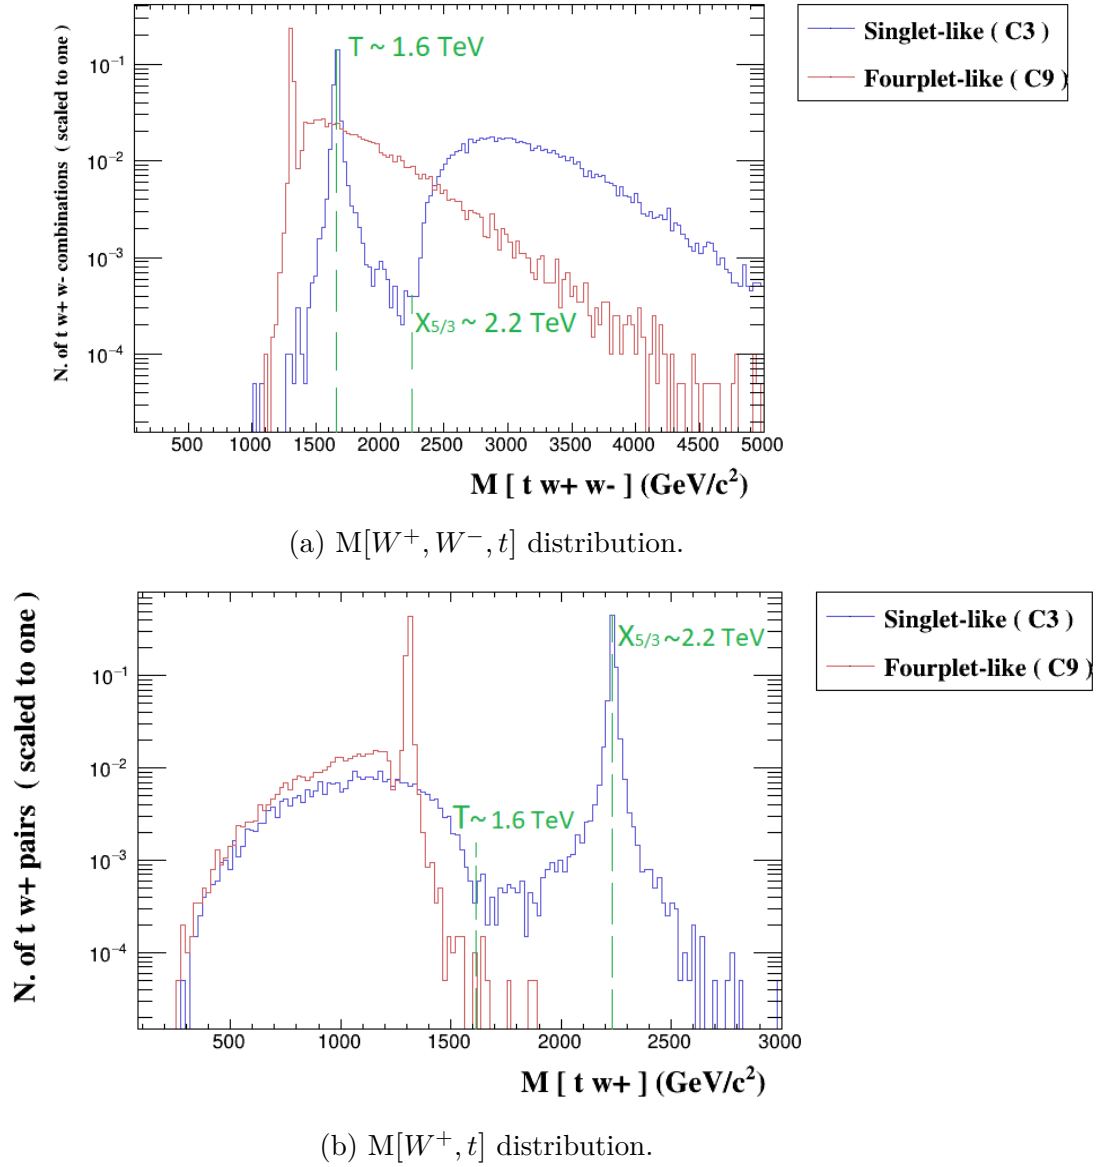 N. of t w+ w- combinations ( scaled to one )
10⁻¹
10⁻²
10⁻³
10⁻⁴
T ~ 1.6 TeV
X5/3 ~ 2.2 TeV
Singlet-like ( C3 )
Fourplet-like ( C9 )
500 1000 1500 2000 2500 3000 3500 4000 4500 5000
M [ t w+ w- ] (GeV/c²)
(a) M[W⁺, W⁻, t] distribution.
N. of t w+ pairs ( scaled to one )
10⁻¹
10⁻²
10⁻³
10⁻⁴
X5/3 ~2.2 TeV
T~ 1.6 TeV
Singlet-like ( C3 )
Fourplet-like ( C9 )
500 1000 1500 2000 2500 3000
M [ t w+ ] (GeV/c²)
(b) M[W⁺, t] distribution.